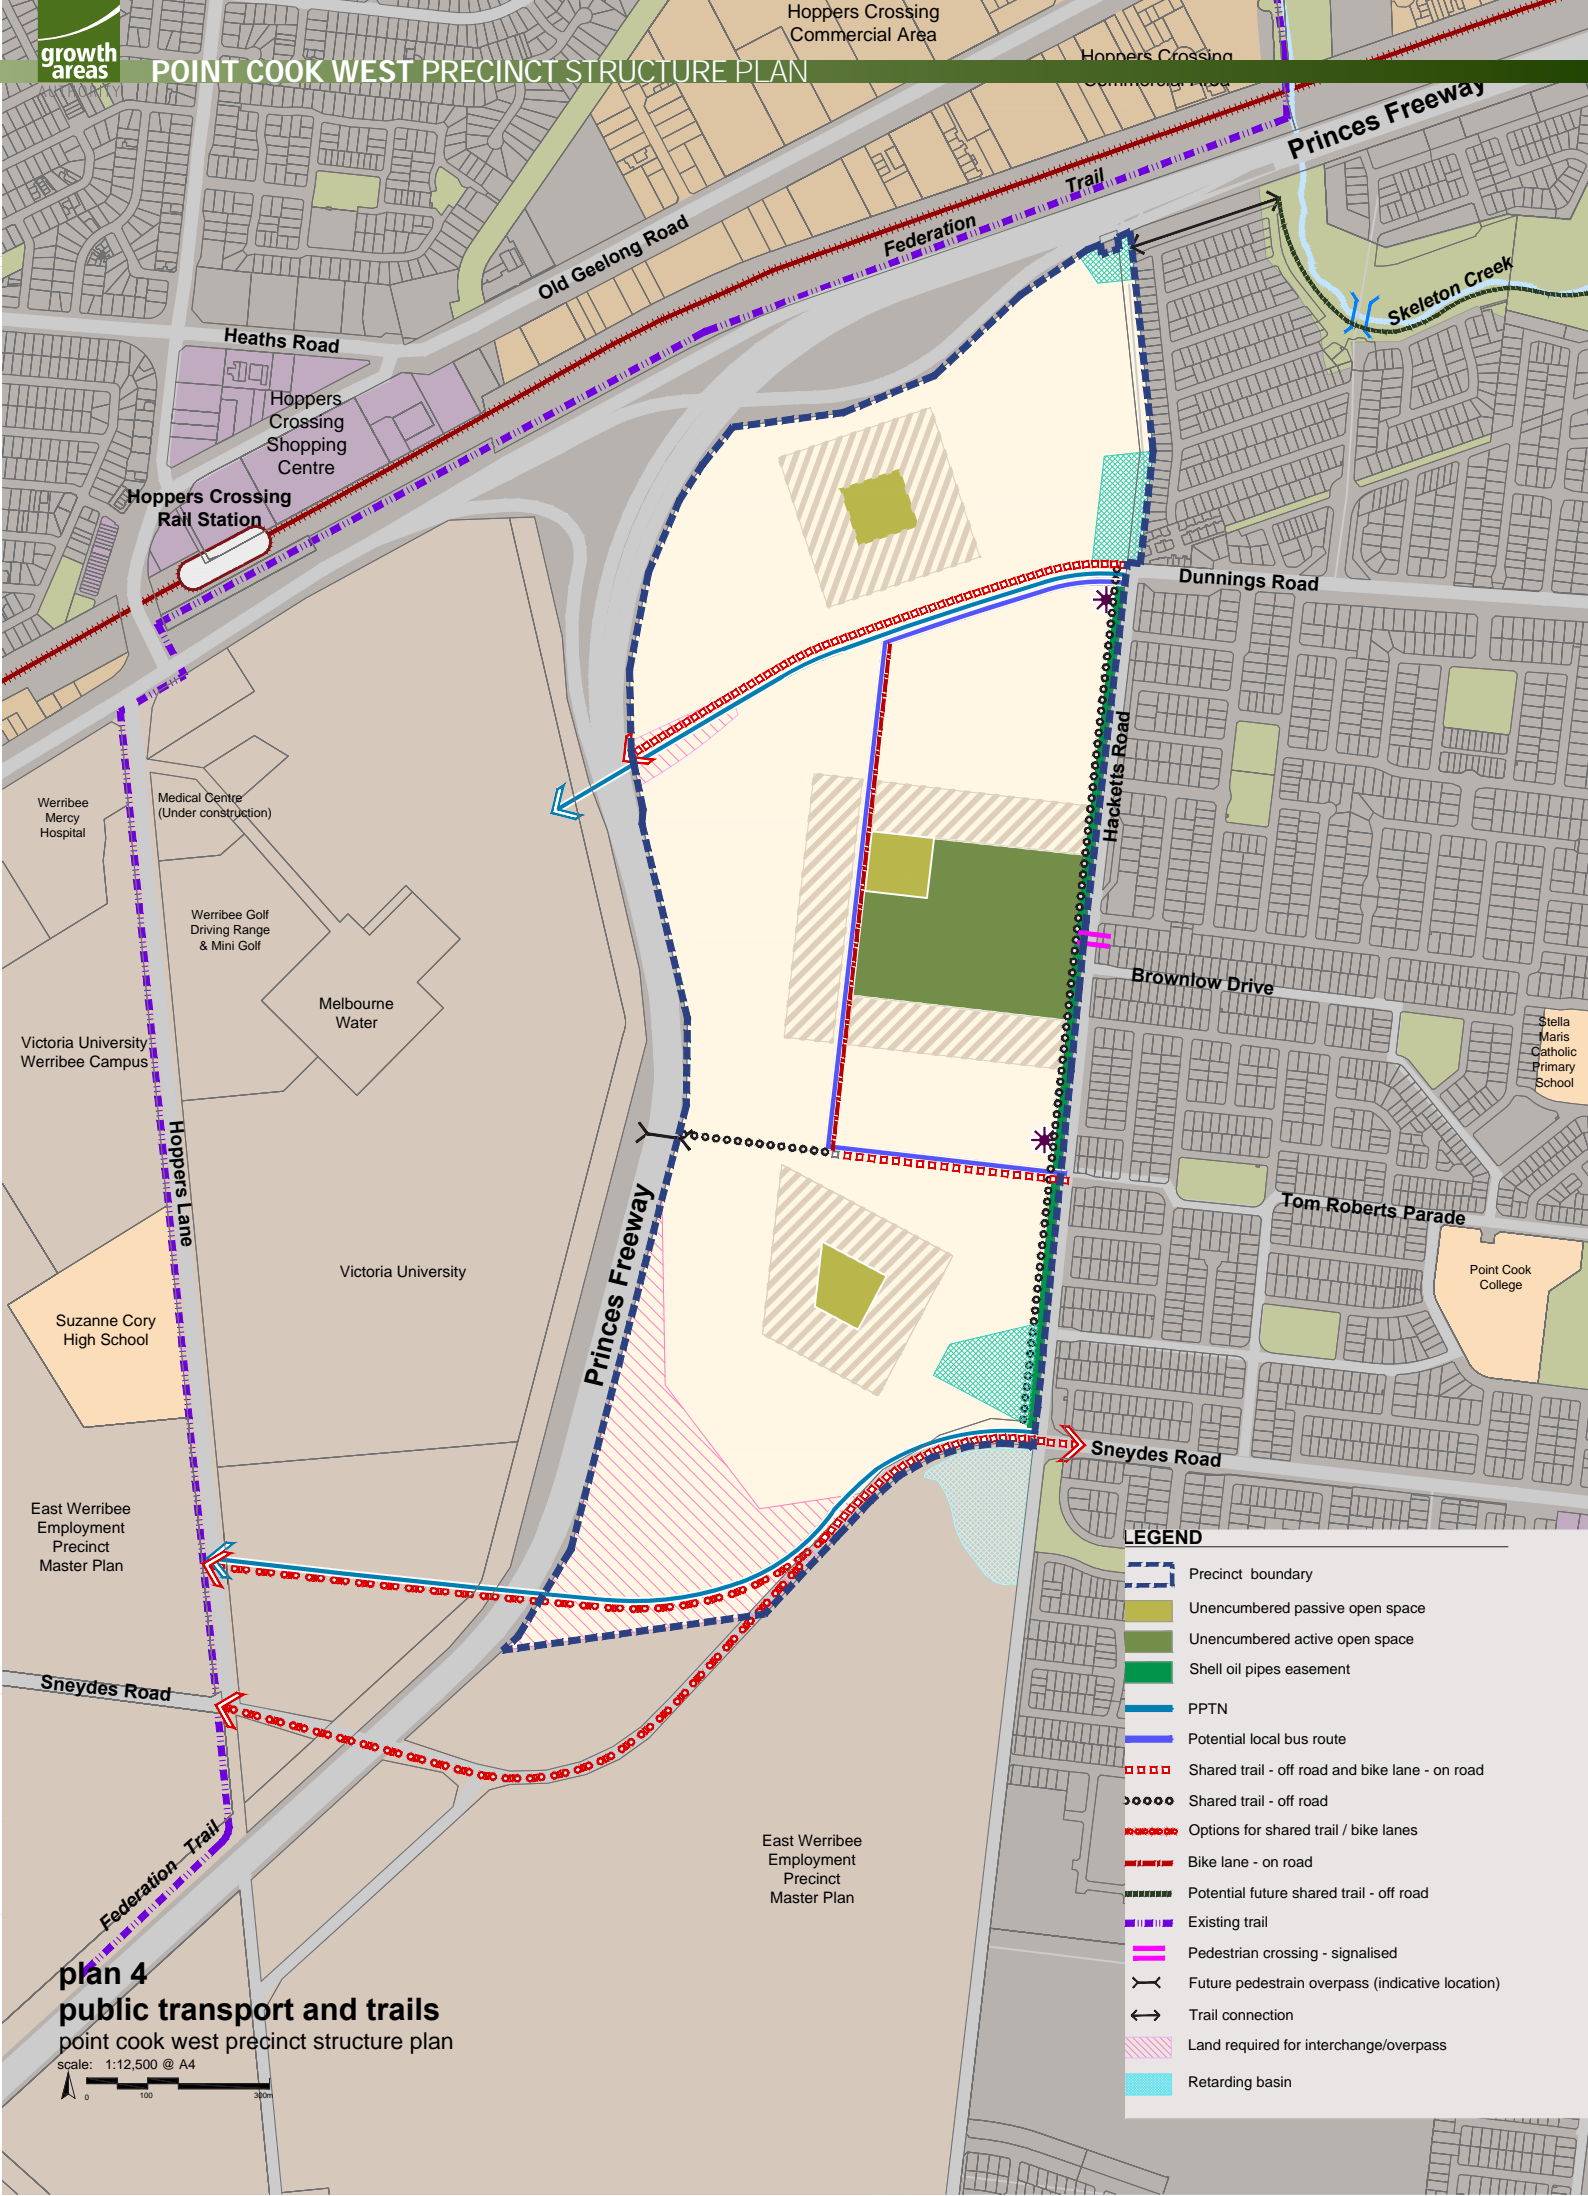 growth
areas
AUTHORITY
POINT COOK WEST PRECINCT STRUCTURE PLAN
Hoppers Crossing
Commercial Area
Hoppers Crossing
Commercial Area
Princes Freeway
Trail
Federation
Old Geelong Road
Skeleton Creek
Heaths Road
Hoppers
Crossing
Shopping
Centre
Hoppers Crossing
Rail Station
Dunnings Road
Hacketts Road
Werribee
Mercy
Hospital
Medical Centre
(Under construction)
Werribee Golf
Driving Range
& Mini Golf
Melbourne
Water
Brownlow Drive
Victoria University
Werribee Campus
Stella
Maris
Catholic
Primary
School
Hoppers Lane
Princes Freeway
Tom Roberts Parade
Victoria University
Point Cook
College
Suzanne Cory
High School
Sneydes Road
East Werribee
Employment
Precinct
Master Plan
Sneydes Road
Federation Trail
East Werribee
Employment
Precinct
Master Plan
LEGEND
Precinct boundary
Unencumbered passive open space
Unencumbered active open space
Shell oil pipes easement
PPTN
Potential local bus route
Shared trail - off road and bike lane - on road
Shared trail - off road
Options for shared trail / bike lanes
Bike lane - on road
Potential future shared trail - off road
Existing trail
Pedestrian crossing - signalised
Future pedestrain overpass (indicative location)
Trail connection
Land required for interchange/overpass
Retarding basin
plan 4
public transport and trails
point cook west precinct structure plan
scale: 1:12,500 @ A4
0 100 300m